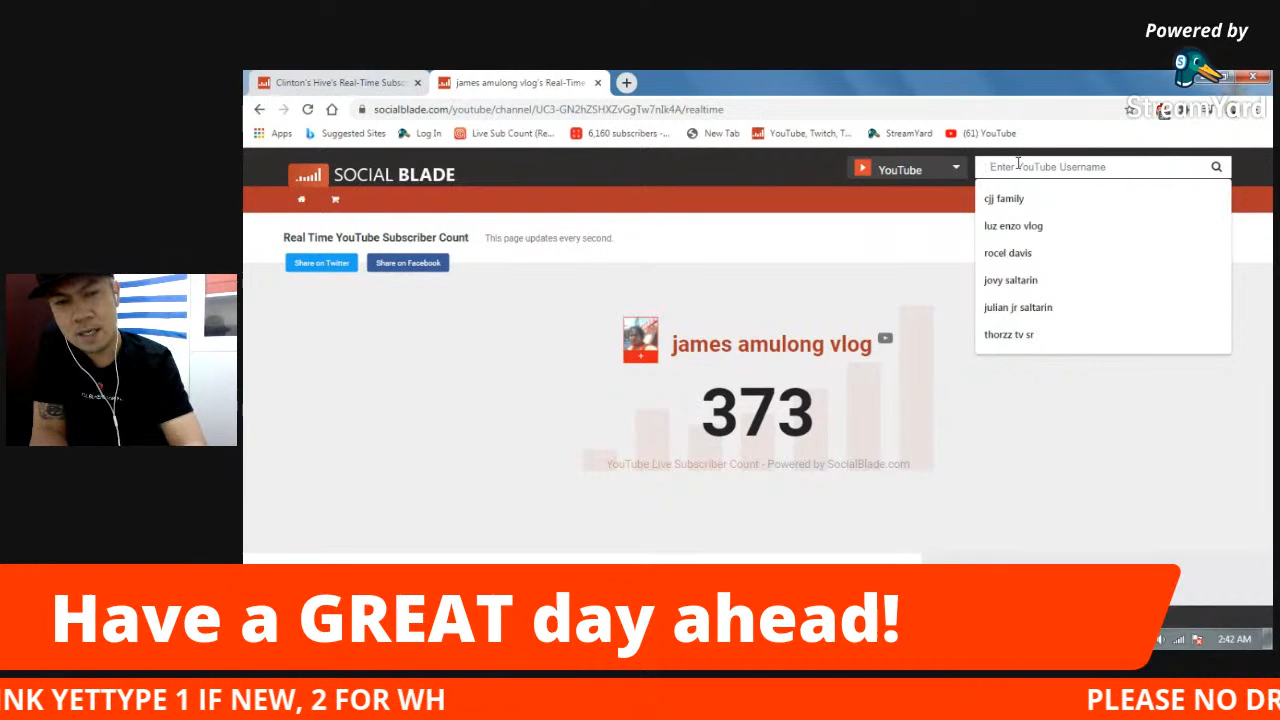 Powered by
StreamYard
Clinton's Hive's Real-Time Subsc
james amulong vlog's Real-Time
socialblade.com/youtube/channel/UC3-GN2hZSHXZvGgTw7nIk4A/realtime
Apps Suggested Sites Log In Live Sub Count (Re... 6,160 subscribers -... New Tab YouTube, Twitch, T... StreamYard (61) YouTube
SOCIAL BLADE
YouTube
Enter YouTube Username
cjj family
luz enzo vlog
rocel davis
jovy saltarin
julian jr saltarin
thorzz tv sr
Real Time YouTube Subscriber Count This page updates every second.
Share on Twitter Share on Facebook
james amulong vlog
373
YouTube Live Subscriber Count - Powered by SocialBlade.com
Have a GREAT day ahead!
2:42 AM
INK YETTYPE 1 IF NEW, 2 FOR WH
PLEASE NO DR